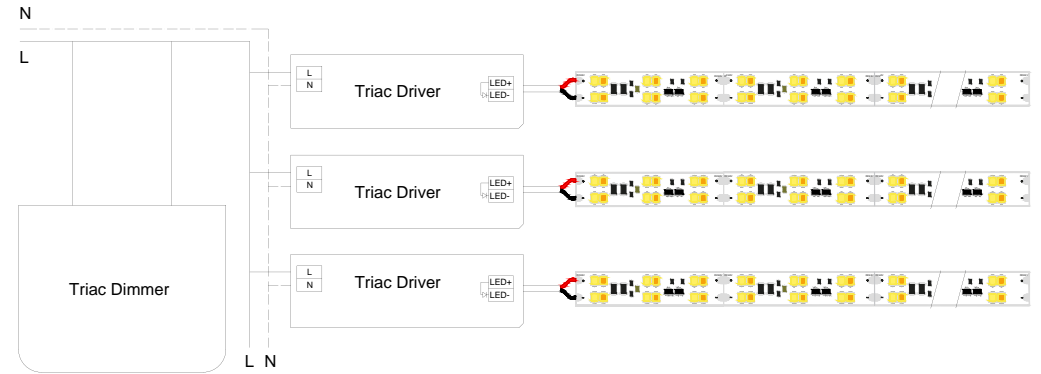 N
L
L
N
Triac Driver
LED+
LED-
L
N
Triac Driver
LED+
LED-
L
N
Triac Driver
LED+
LED-
Triac Dimmer
L N